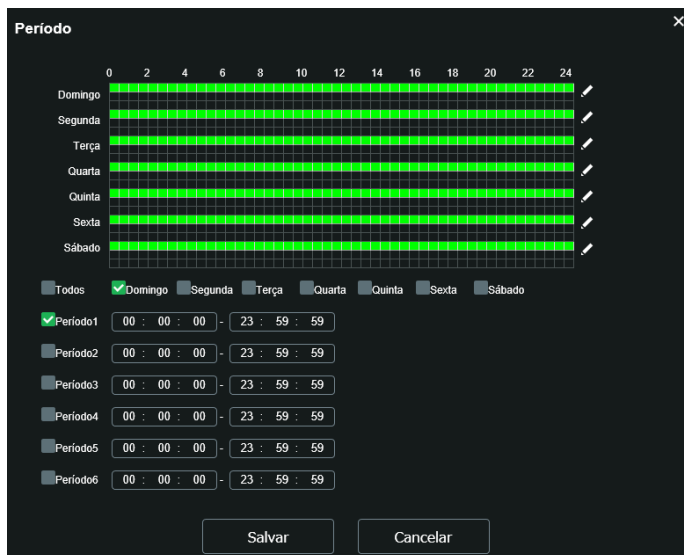 Período
0 2 4 6 8 10 12 14 16 18 20 22 24
Domingo
Segunda
Terça
Quarta
Quinta
Sexta
Sábado
Todos Domingo Segunda Terça Quarta Quinta Sexta Sábado
Período1 00 : 00 : 00 - 23 : 59 : 59
Período2 00 : 00 : 00 - 23 : 59 : 59
Período3 00 : 00 : 00 - 23 : 59 : 59
Período4 00 : 00 : 00 - 23 : 59 : 59
Período5 00 : 00 : 00 - 23 : 59 : 59
Período6 00 : 00 : 00 - 23 : 59 : 59
Salvar Cancelar